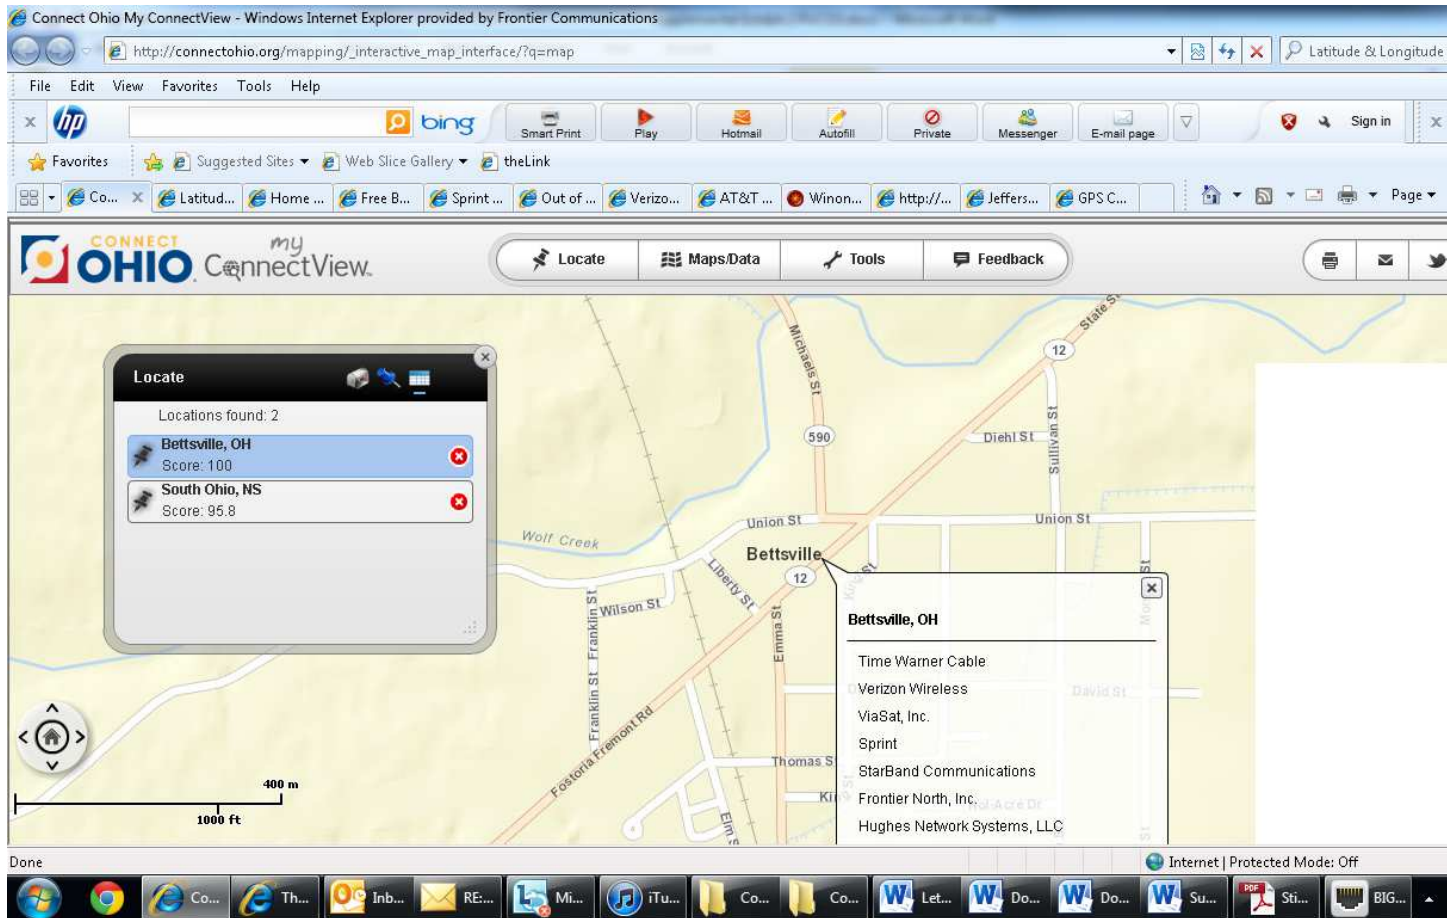 Connect Ohio My ConnectView - Windows Internet Explorer provided by Frontier Communications
http://connectohio.org/mapping/_interactive_map_interface/?q=map
Latitude & Longitude
File Edit View Favorites Tools Help
hp
bing
Smart Print
Play
Hotmail
Autofill
Private
Messenger
E-mail page
Sign in
Favorites
Suggested Sites
Web Slice Gallery
theLink
Co...
Latitud...
Home ...
Free B...
Sprint ...
Out of ...
Verizo...
AT&T ...
Winon...
http://...
Jeffers...
GPS C...
Page
CONNECT
OHIO
my
ConnectView.
Locate
Maps/Data
Tools
Feedback
Locate
Locations found: 2
Bettsville, OH
Score: 100
South Ohio, NS
Score: 95.8
State St
12
Michaels St
590
Diehl St
Sullivan St
Union St
Union St
Wolf Creek
Bettsville
12
Liberty St
King St
Wilson St
Franklin St
Franklin St
Emma St
Fostoria Fremont Rd
David St
Thomas S
Elm S
Bettsville, OH
Time Warner Cable
Verizon Wireless
ViaSat, Inc.
Sprint
StarBand Communications
Frontier North, Inc.
Hughes Network Systems, LLC
400 m
1000 ft
Done
Internet | Protected Mode: Off
Co...
Th...
Inb...
RE:...
Mi...
iTu...
Co...
Co...
Let...
Do...
Do...
Su...
Sti...
BIG...